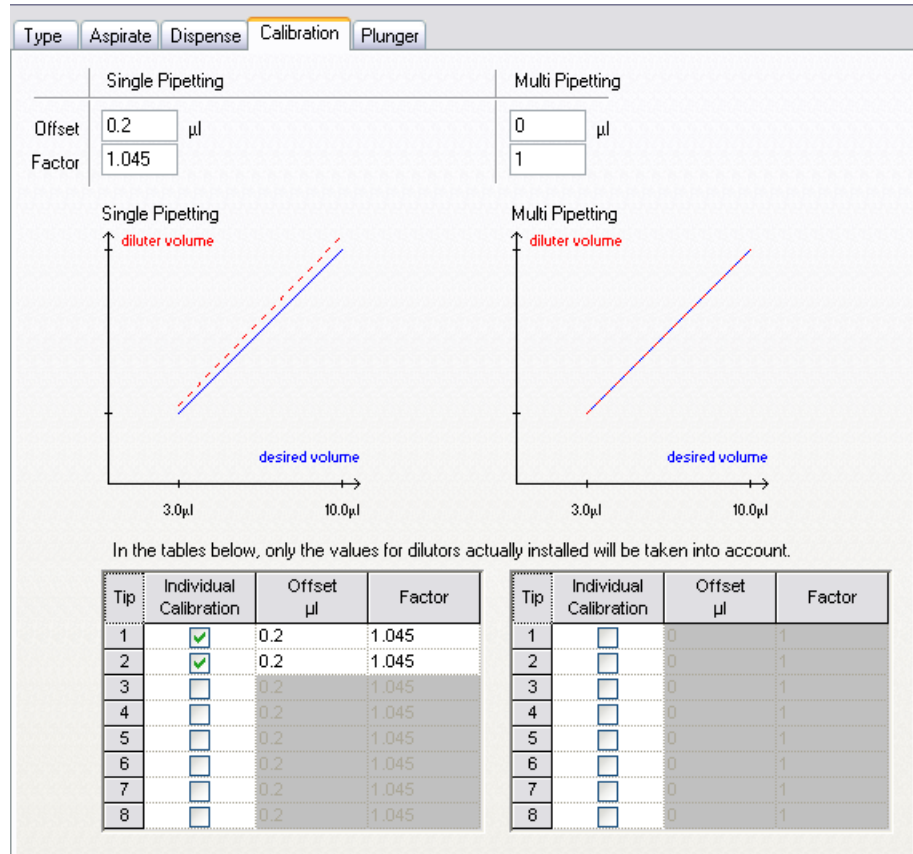 Type Aspirate Dispense Calibration Plunger
Single Pipetting Multi Pipetting
Offset 0.2 µl 0 µl
Factor 1.045 1
Single Pipetting Multi Pipetting
diluter volume diluter volume
desired volume desired volume
3.0µl 10.0µl 3.0µl 10.0µl
In the tables below, only the values for dilutors actually installed will be taken into account.
Tip Individual Calibration Offset µl Factor Tip Individual Calibration Offset µl Factor
1 0.2 1.045 1 0 1
2 0.2 1.045 2 0 1
3 0.2 1.045 3 0 1
4 0.2 1.045 4 0 1
5 0.2 1.045 5 0 1
6 0.2 1.045 6 0 1
7 0.2 1.045 7 0 1
8 0.2 1.045 8 0 1